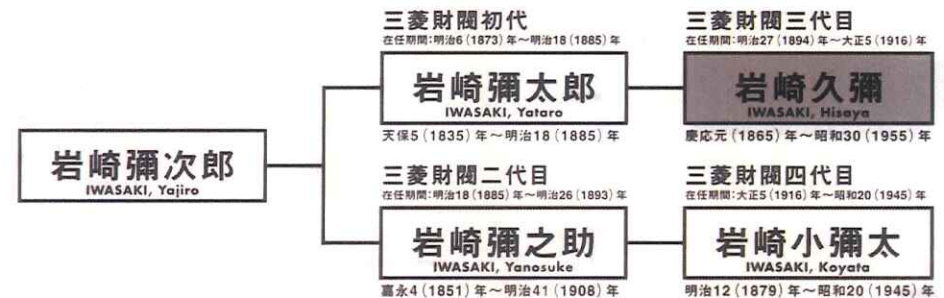 三菱財閥初代
在任期間:明治6(1873)年～明治18(1885)年
岩崎彌太郎
IWASAKI, Yataro
天保5(1835)年～明治18(1885)年
三菱財閥三代目
在任期間:明治27(1894)年～大正5(1916)年
岩崎久彌
IWASAKI, Hisaya
慶応元(1865)年～昭和30(1955)年
岩崎彌次郎
IWASAKI, Yajiro
三菱財閥二代目
在任期間:明治18(1885)年～明治26(1893)年
岩崎彌之助
IWASAKI, Yanosuke
嘉永4(1851)年～明治41(1908)年
三菱財閥四代目
在任期間:大正5(1916)年～昭和20(1945)年
岩崎小彌太
IWASAKI, Koyata
明治12(1879)年～昭和20(1945)年